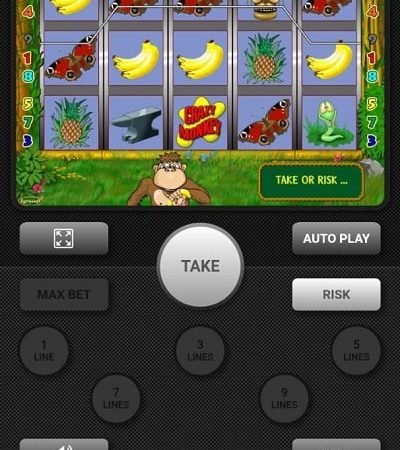 4 4
9 9
1 1
8 8
5 5
7 7
3 3
CRAZY
MONKEY
TAKE OR RISK ...
AUTO PLAY
TAKE
MAX BET
RISK
1
LINE
3
LINES
5
LINES
7
LINES
9
LINES